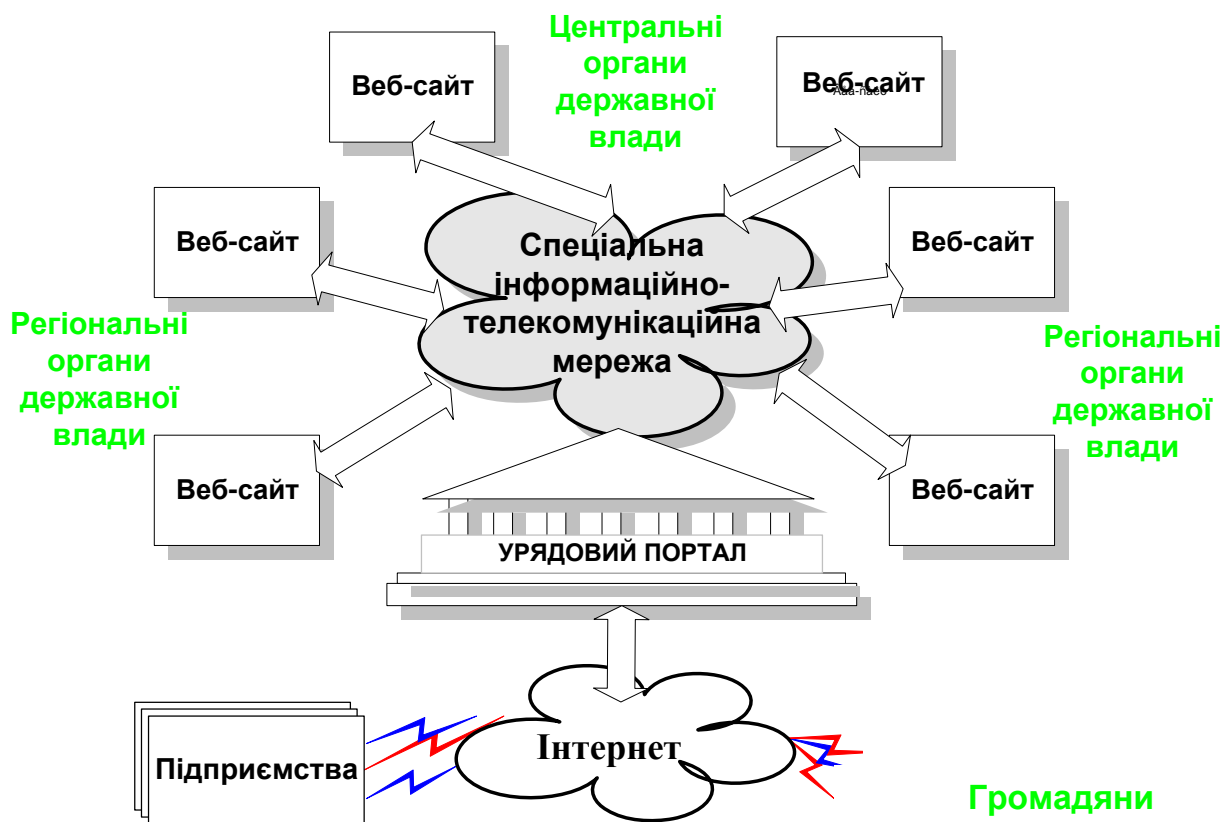 Центральні
органи
державної
влади
Веб-сайт
Веб-сайт
Веб-сайт
Веб-сайт
Спеціальна
інформаційно-
телекомунікаційна
мережа
Регіональні
органи
державної
влади
Регіональні
органи
державної
влади
Веб-сайт
Веб-сайт
УРЯДОВИЙ ПОРТАЛ
Інтернет
Підприємства
Громадяни